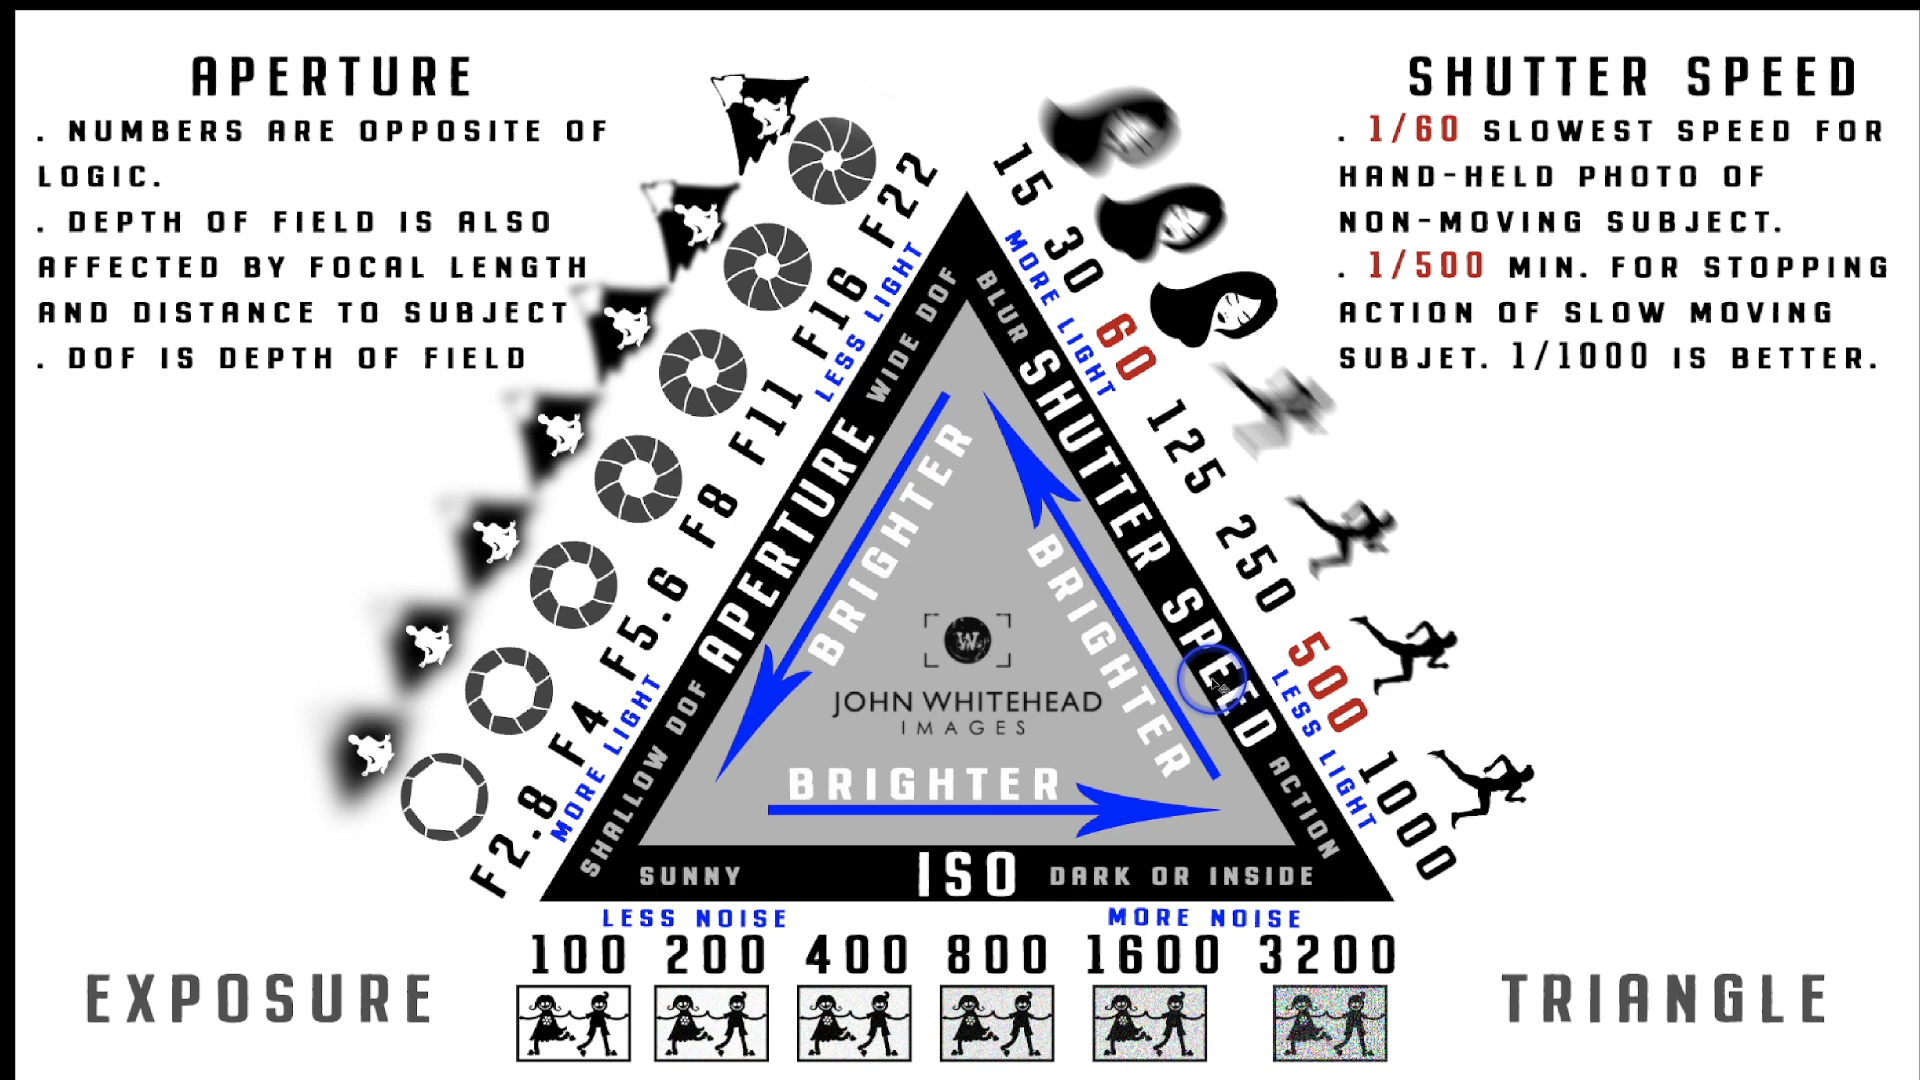 APERTURE
. NUMBERS ARE OPPOSITE OF
LOGIC.
. DEPTH OF FIELD IS ALSO
AFFECTED BY FOCAL LENGTH
AND DISTANCE TO SUBJECT
. DOF IS DEPTH OF FIELD
SHUTTER SPEED
. 1/60 SLOWEST SPEED FOR
HAND-HELD PHOTO OF
NON-MOVING SUBJECT.
. 1/500 MIN. FOR STOPPING
ACTION OF SLOW MOVING
SUBJET. 1/1000 IS BETTER.
F2.8 F4 F5.6 F8 F11 F16 F22
MORE LIGHT
LESS LIGHT
SHALLOW DOF APERTURE WIDE DOF
BRIGHTER
15 30 60 125 250 500 1000
MORE LIGHT
LESS LIGHT
BLUR SHUTTER SPEED ACTION
BRIGHTER
W
JOHN WHITEHEAD
IMAGES
BRIGHTER
SUNNY ISO DARK OR INSIDE
LESS NOISE MORE NOISE
100 200 400 800 1600 3200
EXPOSURE TRIANGLE